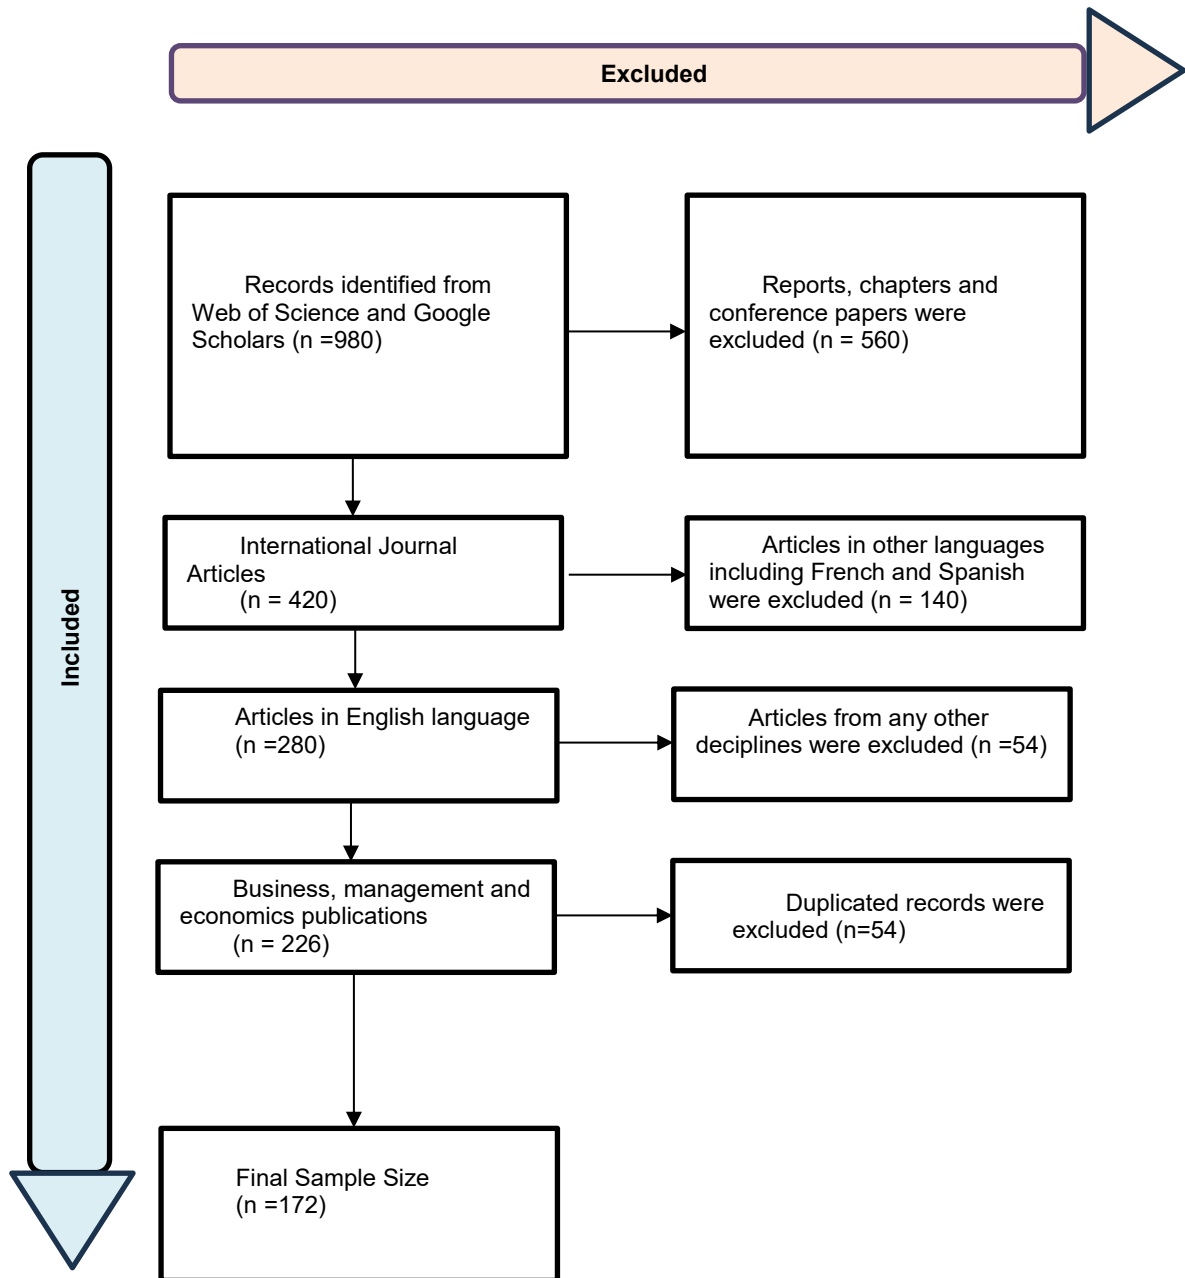 Excluded
Included
Records identified from
Web of Science and Google
Scholars (n =980)
Reports, chapters and
conference papers were
excluded (n = 560)
International Journal
Articles
(n = 420)
Articles in other languages
including French and Spanish
were excluded (n = 140)
Articles in English language
(n =280)
Articles from any other
deciplines were excluded (n =54)
Business, management and
economics publications
(n = 226)
Duplicated records were
excluded (n=54)
Final Sample Size
(n =172)